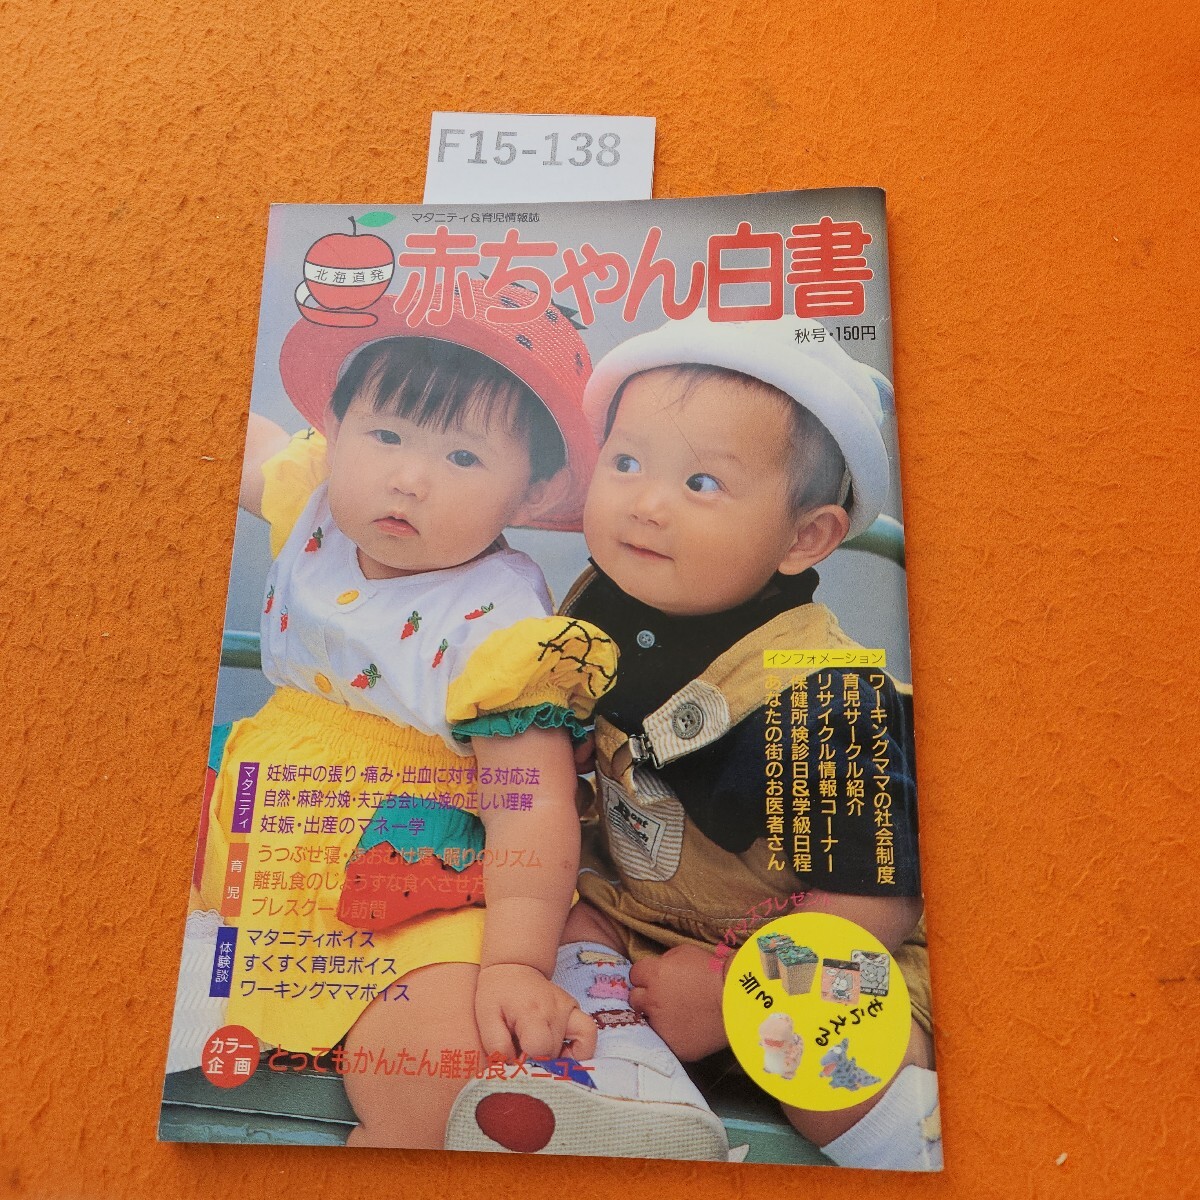 F15-138
マタニティ&育児情報誌
北海道発
赤ちゃん白書
秋号・150円
インフォメーション
ワーキングママの社会制度
育児サークル紹介
リサイクル情報コーナー
保健所検診日&学級日程
あなたの街のお医者さん
マタニティ
妊娠中の張り・痛み・出血に対する対応法
自然・麻酔分娩・夫立ち会い分娩の正しい理解
妊娠・出産のマネー学
育児
うつぶせ寝・あおむけ寝・眠りのリズム
離乳食のじょうずな食べさせ方
プレスクール訪問
体験談
マタニティボイス
すくすく育児ボイス
ワーキングママボイス
カラー企画
とってもかんたん離乳食メニュー
グッズプレゼント
もらえる